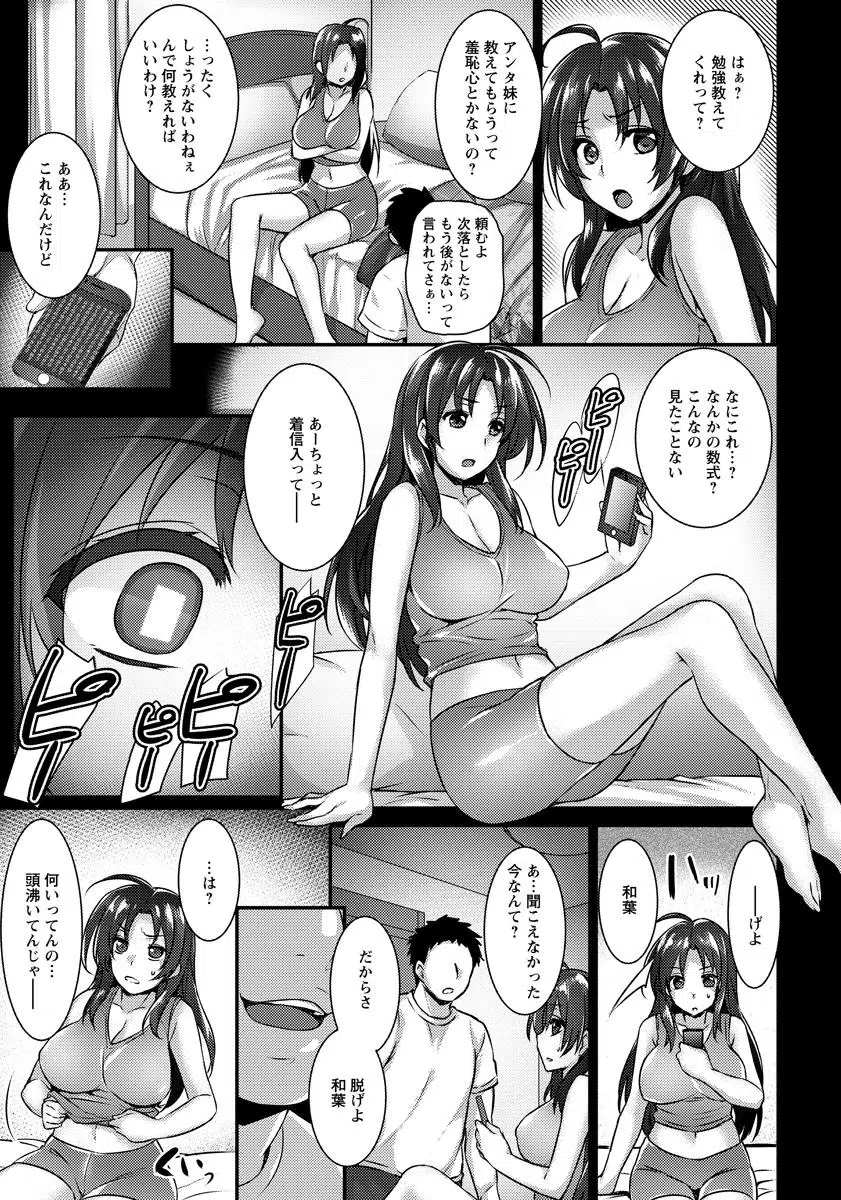 はぁ?
勉強教えて
くれって?
アンタ妹に
教えてもらうって
羞恥心とかないの?
頼むよ
次落としたら
もう後がないって
言われてさぁ…
…ったく
しょうがないわねぇ
んで何教えれば
いいわけ?
ああ…
これなんだけど
なにこれ…?
なんかの数式?
こんなの
見たことない
ピー
ピー
あーちょっと
着信入って──
ピー
ピー
ピー
ピー
──げよ
和葉
あ…聞こえなかった
今なんて?
だからさ
脱げよ
和葉
…は?
何いってんの…
頭沸いてんじゃ──
ぐいっ